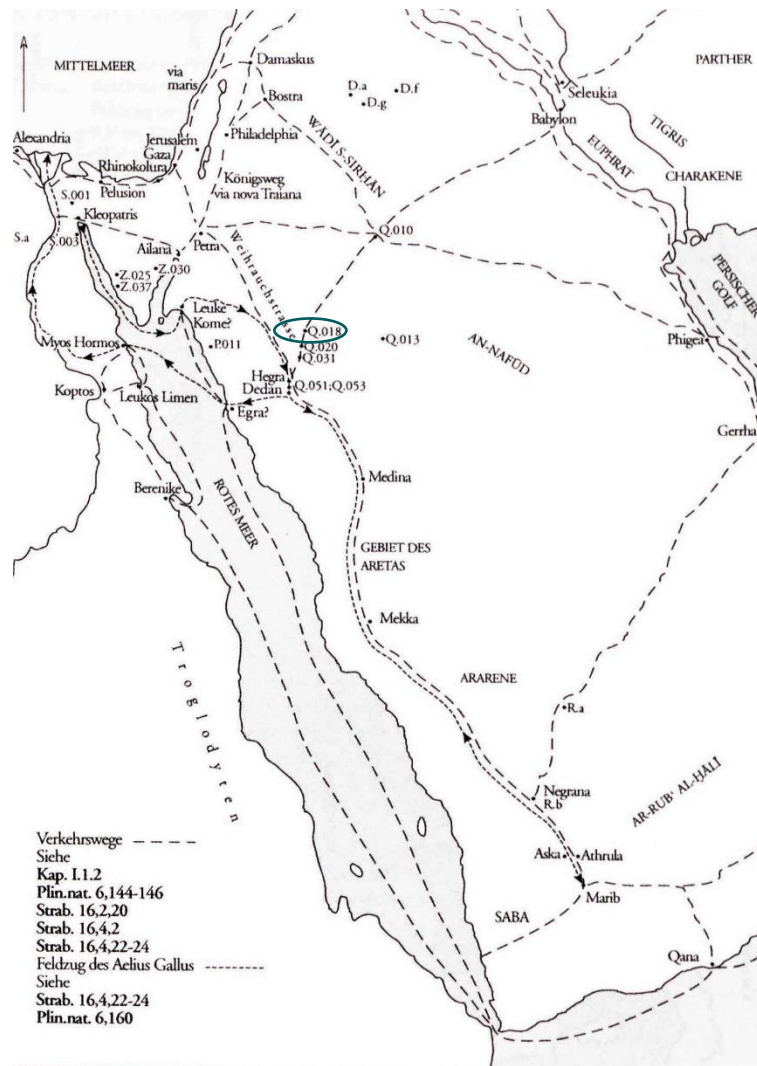 MITTELMEER
via
maris
Damaskus
D.a
D.f
D.g
PARTHER
Seleukia
Bostra
Babylon
TIGRIS
Alexandria
Jerusalem
Philadelphia
WADI S-SIRHĀN
EUPHRAT
Gaza
Rhinokolura
CHARAKENE
Königsweg
via nova Traiana
Pelusion
S.001
Kleopatris
S.a
S.003
Petra
Q.010
Ailana
Z.025
Z.030
Z.037
Weihrauchstrasse
PERSISCHER
GOLF
Leuke
Kome?
Q.018
Myos Hormos
P.011
Q.020
Q.013
AN-NAFŪD
Phigea
Q.031
Hegra
Dedan
Q.051;Q.053
Koptos
Leukos Limen
Egra?
Gerrha
Medina
Berenike
ROTES MEER
GEBIET DES
ARETAS
Mekka
Troglodyten
ARARENE
R.a
Negrana
R.b
AR-RUB' AL-ḪĀLĪ
Aska
Athrula
Marib
SABA
Qana
Verkehrswege
Siehe
Kap. I.1.2
Plin.nat. 6,144-146
Strab. 16,2,20
Strab. 16,4,2
Strab. 16,4,22-24
Feldzug des Aelius Gallus
Siehe
Strab. 16,4,22-24
Plin.nat. 6,160